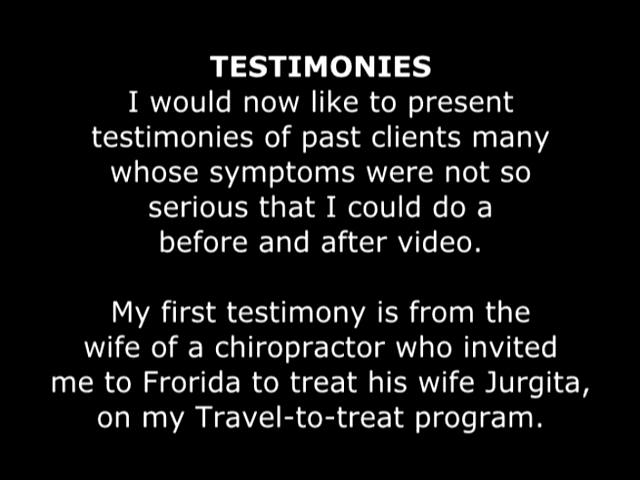 TESTIMONIES
I would now like to present
testimonies of past clients many
whose symptoms were not so
serious that I could do a
before and after video.
My first testimony is from the
wife of a chiropractor who invited
me to Frorida to treat his wife Jurgita,
on my Travel-to-treat program.